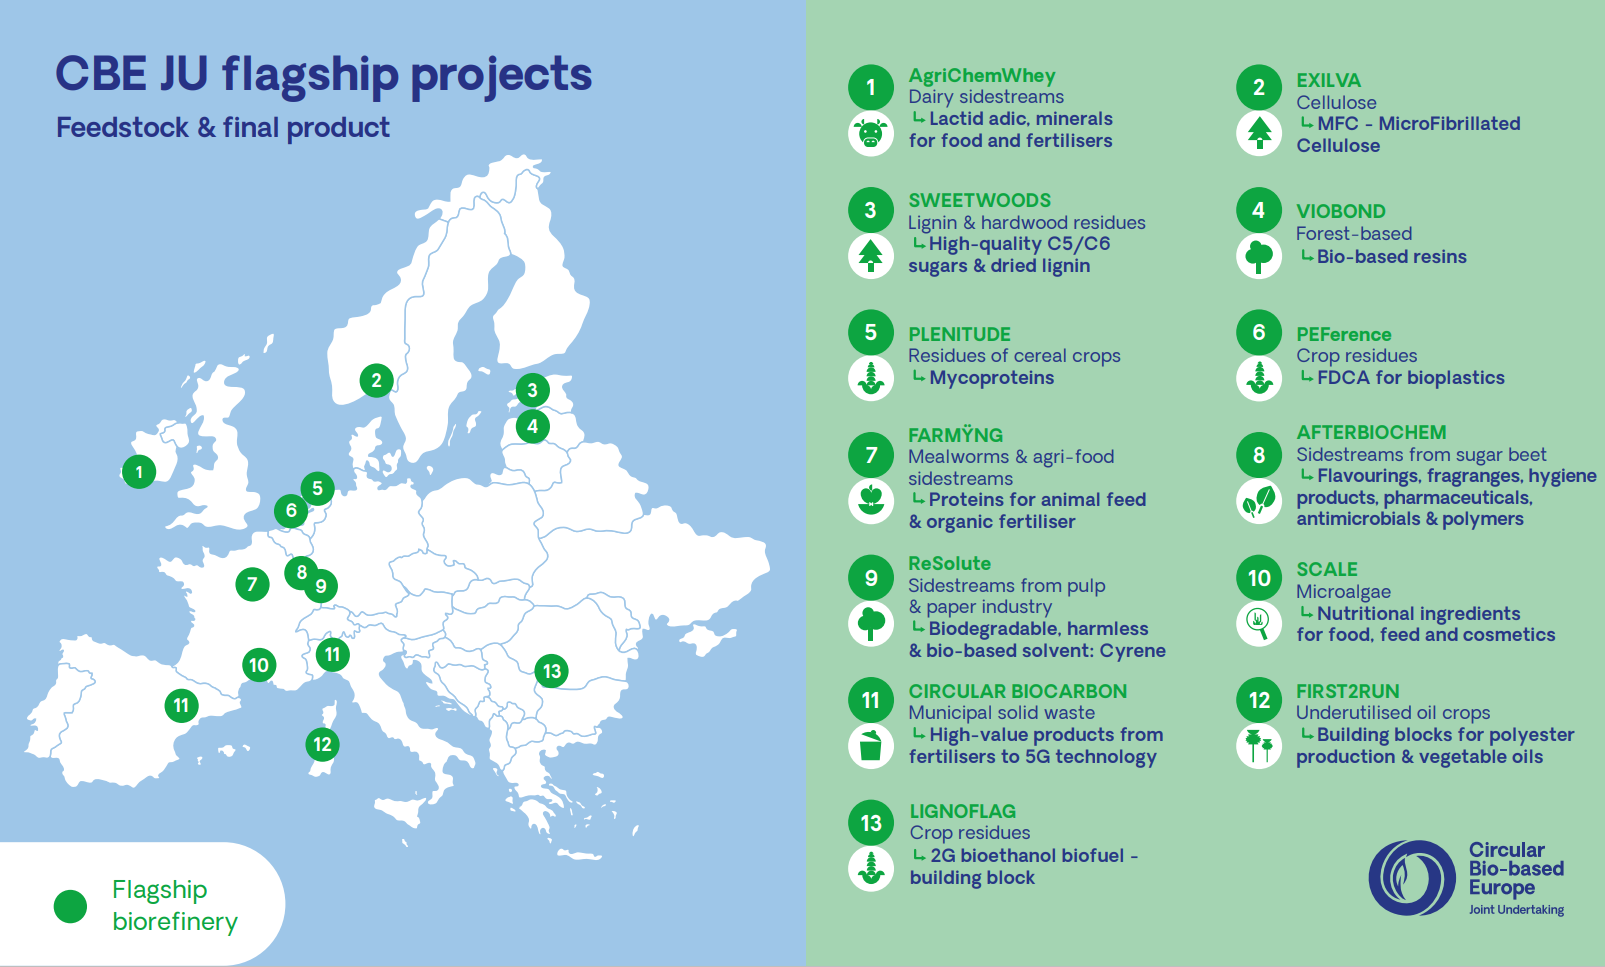 CBE JU flagship projects
Feedstock & final product
1
2
3
4
5
6
7
8
9
10
11
11
12
13
Flagship
biorefinery
1
AgriChemWhey
Dairy sidestreams
↳ Lactid adic, minerals
for food and fertilisers
2
EXILVA
Cellulose
↳ MFC - MicroFibrillated
Cellulose
3
SWEETWOODS
Lignin & hardwood residues
↳ High-quality C5/C6
sugars & dried lignin
4
VIOBOND
Forest-based
↳ Bio-based resins
5
PLENITUDE
Residues of cereal crops
↳ Mycoproteins
6
PEFerence
Crop residues
↳ FDCA for bioplastics
7
FARMŸNG
Mealworms & agri-food
sidestreams
↳ Proteins for animal feed
& organic fertiliser
8
AFTERBIOCHEM
Sidestreams from sugar beet
↳ Flavourings, fragranges, hygiene
products, pharmaceuticals,
antimicrobials & polymers
9
ReSolute
Sidestreams from pulp
& paper industry
↳ Biodegradable, harmless
& bio-based solvent: Cyrene
10
SCALE
Microalgae
↳ Nutritional ingredients
for food, feed and cosmetics
11
CIRCULAR BIOCARBON
Municipal solid waste
↳ High-value products from
fertilisers to 5G technology
12
FIRST2RUN
Underutilised oil crops
↳ Building blocks for polyester
production & vegetable oils
13
LIGNOFLAG
Crop residues
↳ 2G bioethanol biofuel -
building block
Circular
Bio-based
Europe
Joint Undertaking